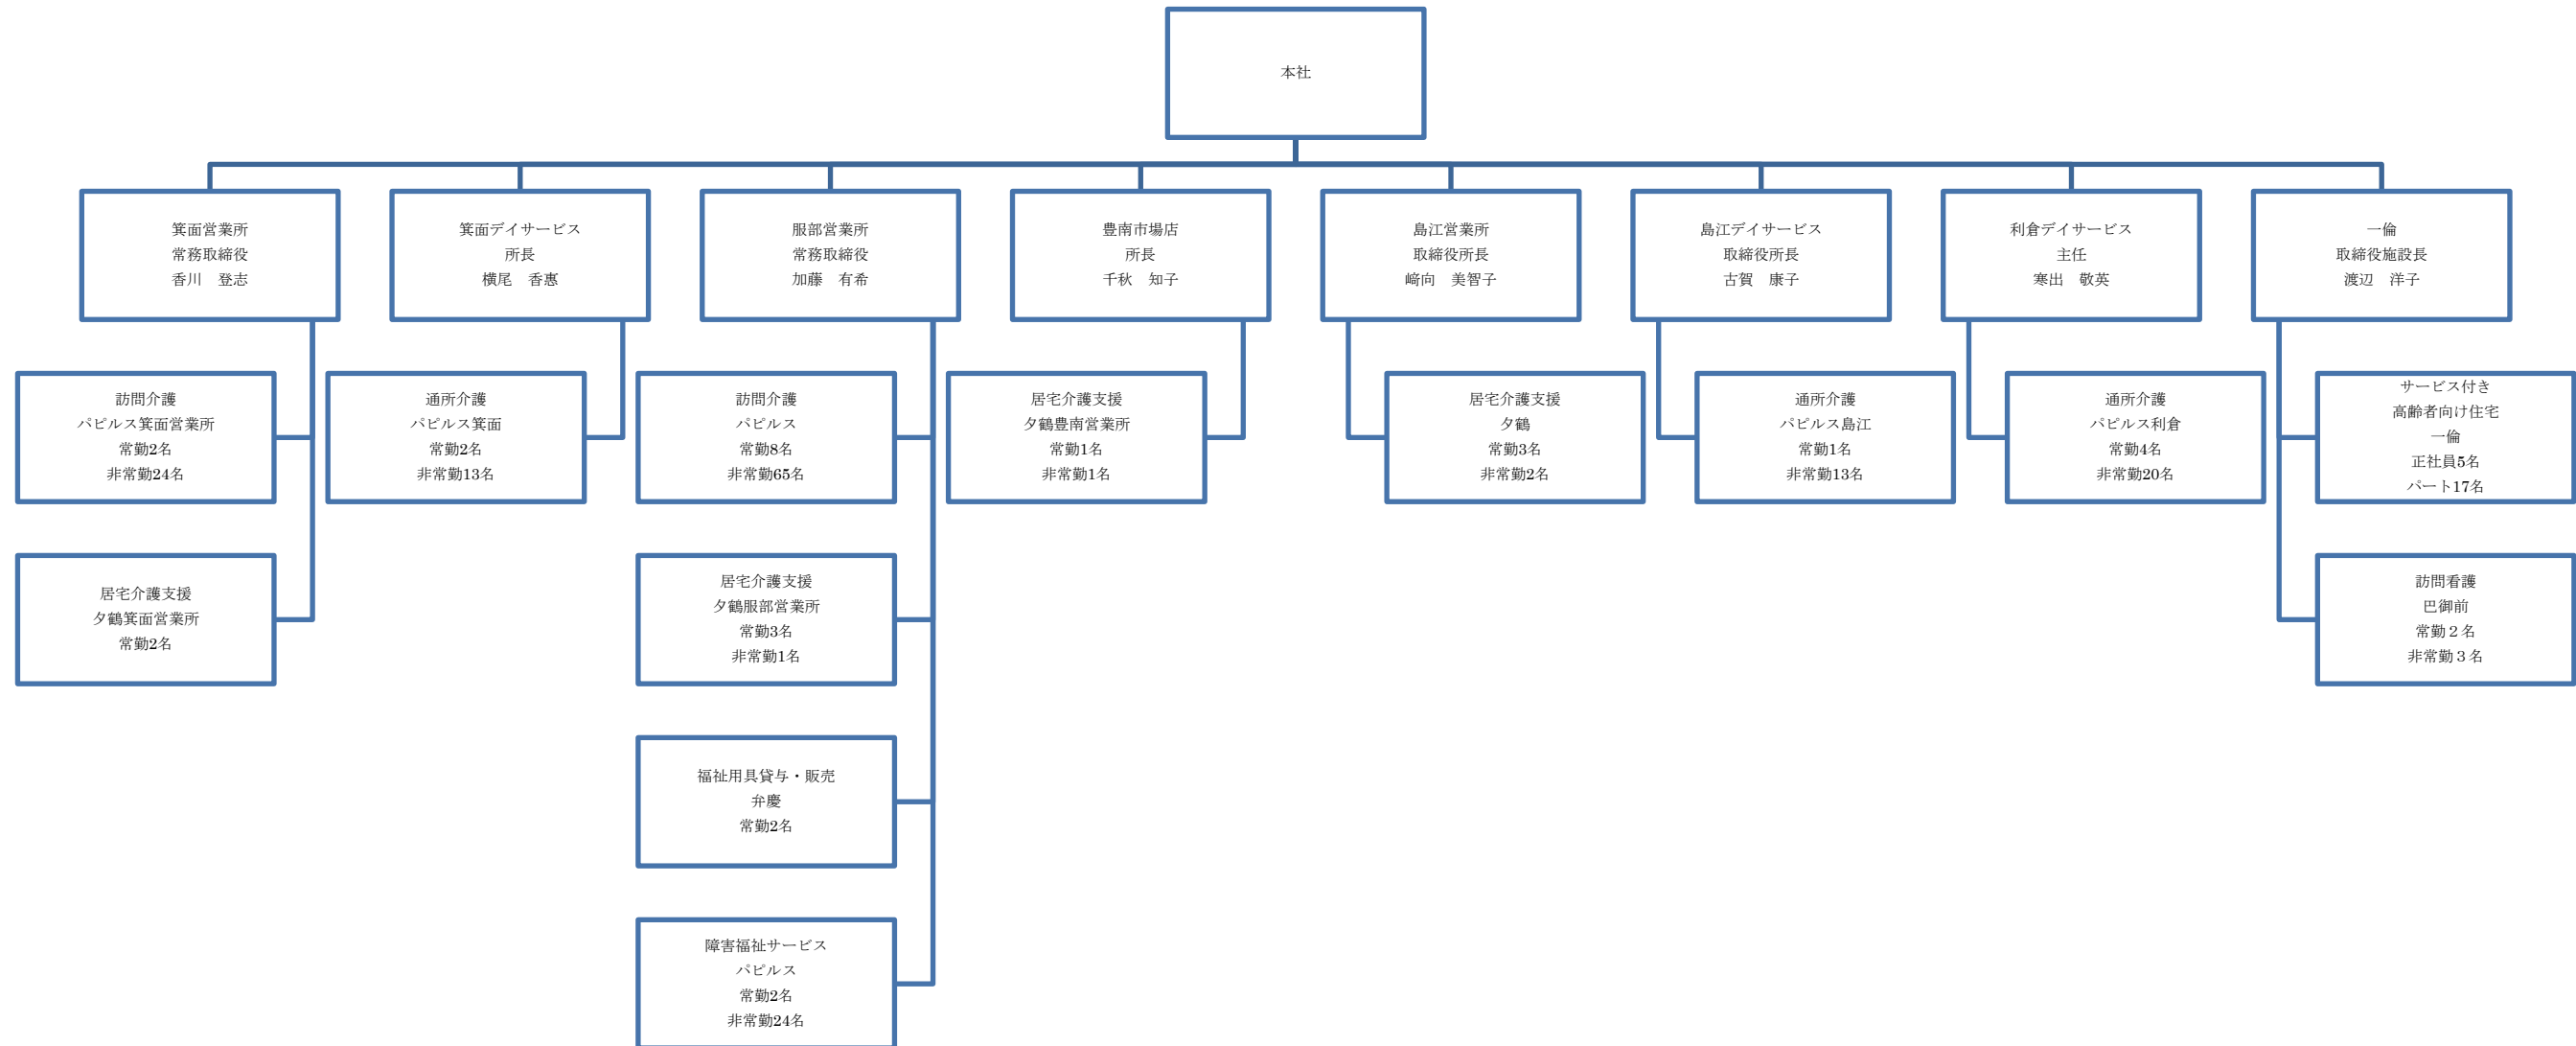 本社
箕面営業所
常務取締役
香川　登志
箕面デイサービス
所長
横尾　香惠
服部営業所
常務取締役
加藤　有希
豊南市場店
所長
千秋　知子
島江営業所
取締役所長
﨑向　美智子
島江デイサービス
取締役所長
古賀　康子
利倉デイサービス
主任
寒出　敬英
一倫
取締役施設長
渡辺　洋子
訪問介護
パピルス箕面営業所
常勤2名
非常勤24名
通所介護
パピルス箕面
常勤2名
非常勤13名
訪問介護
パピルス
常勤8名
非常勤65名
居宅介護支援
夕鶴豊南営業所
常勤1名
非常勤1名
居宅介護支援
夕鶴
常勤3名
非常勤2名
通所介護
パピルス島江
常勤1名
非常勤13名
通所介護
パピルス利倉
常勤4名
非常勤20名
サービス付き
高齢者向け住宅
一倫
正社員5名
パート17名
居宅介護支援
夕鶴箕面営業所
常勤2名
居宅介護支援
夕鶴服部営業所
常勤3名
非常勤1名
訪問看護
巴御前
常勤２名
非常勤３名
福祉用具貸与・販売
弁慶
常勤2名
障害福祉サービス
パピルス
常勤2名
非常勤24名